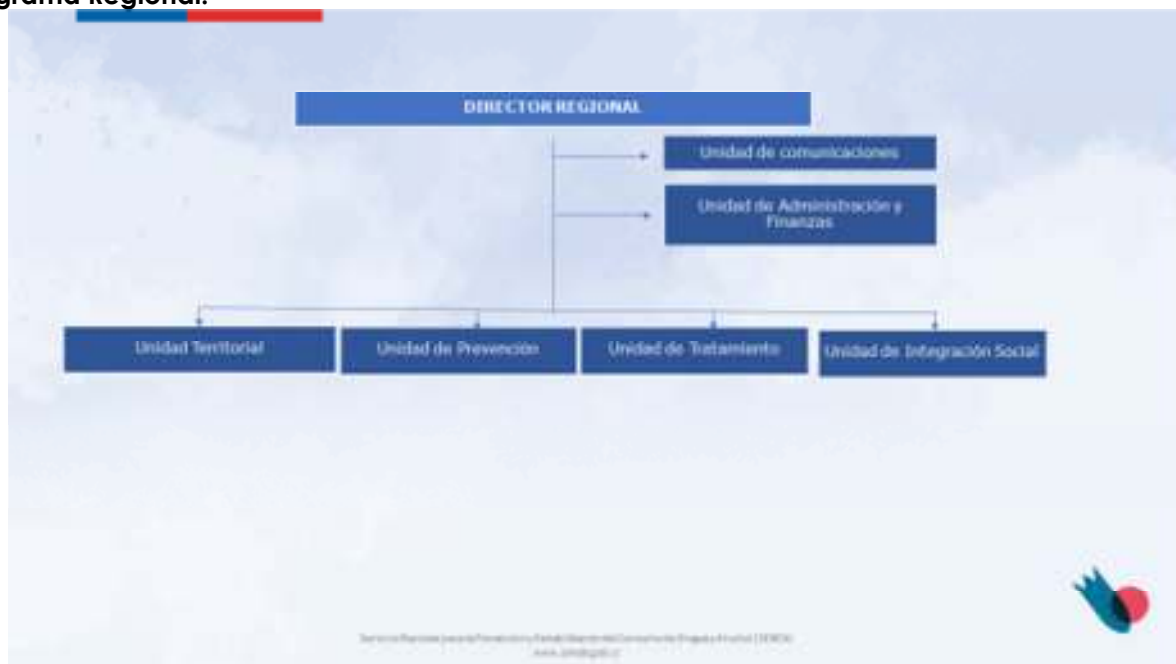 grama Regional.
DIRECTOR REGIONAL
Unidad de comunicaciones
Unidad de Administración y
Finanzas
Unidad Territorial
Unidad de Prevención
Unidad de Tratamiento
Unidad de Integración Social